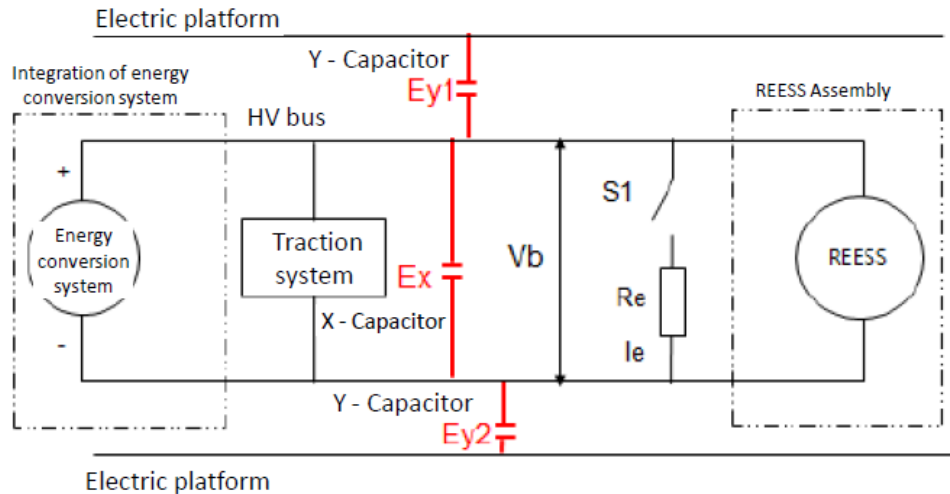 Electric platform
Y - Capacitor
Ey1
Integration of energy
conversion system
REESS Assembly
HV bus
+
Energy
conversion
system
-
Traction
system
Ex
X - Capacitor
Vb
S1
Re
Ie
REESS
Y - Capacitor
Ey2
Electric platform